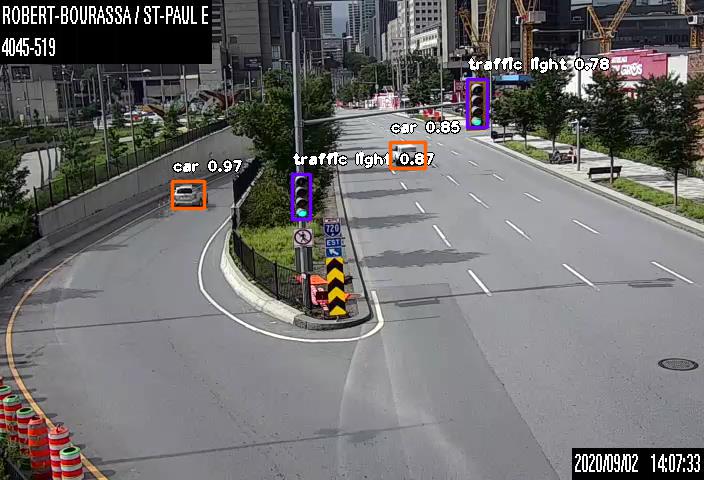 ROBERT-BOURASSA / ST-PAUL E
4045-519
traffic light 0.78
car 0.85
car 0.97
traffic light 0.87
720
EST
2020/09/02 14:07:33